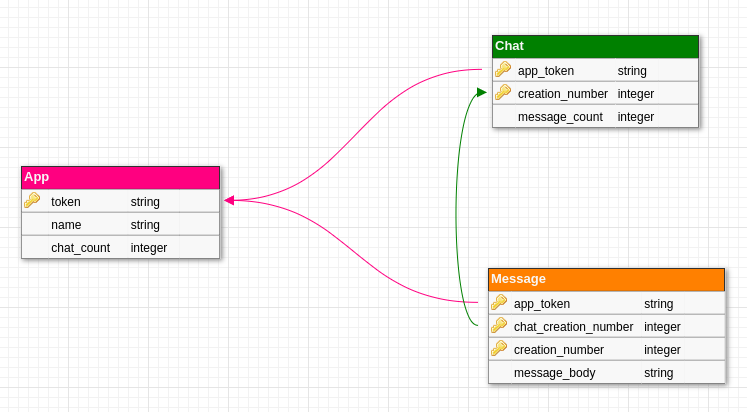 Chat
app_token string
creation_number integer
message_count integer
App
token string
name string
chat_count integer
Message
app_token string
chat_creation_number integer
creation_number integer
message_body string